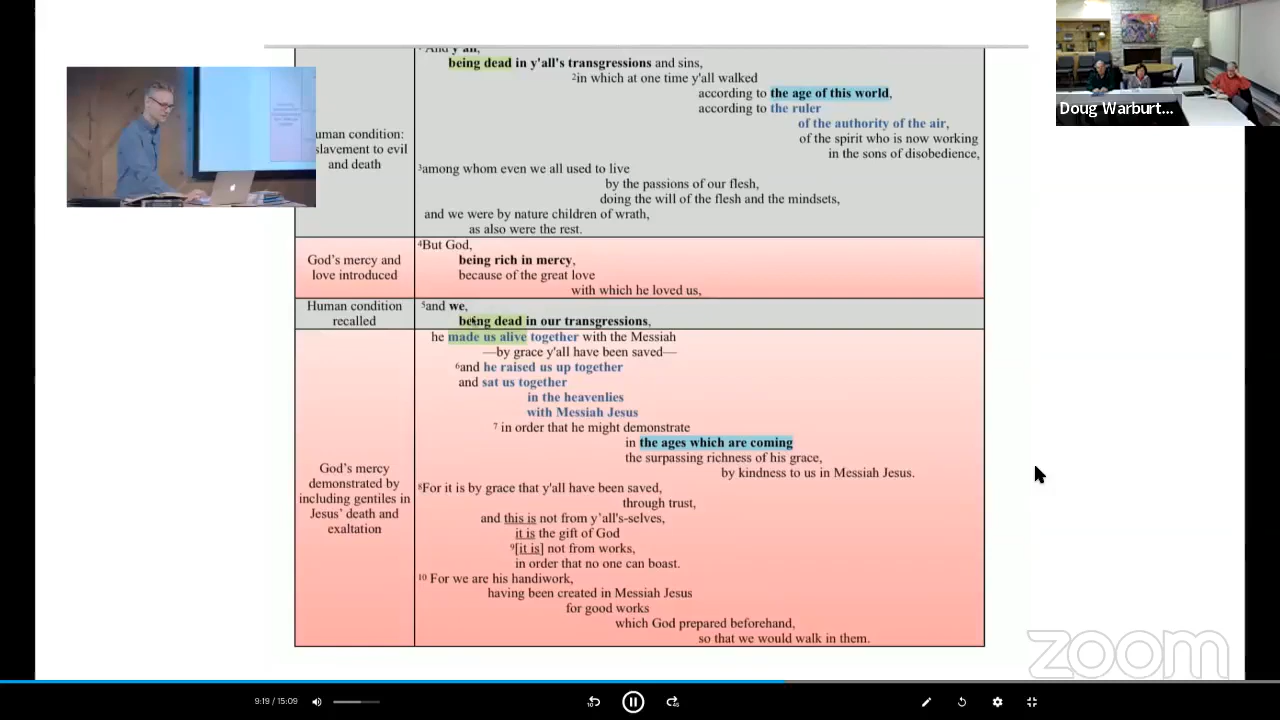 And y'all,
being dead in y'all's transgressions and sins,
2in which at one time y'all walked
according to the age of this world,
according to the ruler
of the authority of the air,
of the spirit who is now working
in the sons of disobedience,
uman condition:
slavement to evil
and death
3among whom even we all used to live
by the passions of our flesh,
doing the will of the flesh and the mindsets,
and we were by nature children of wrath,
as also were the rest.
God's mercy and
love introduced
4But God,
being rich in mercy,
because of the great love
with which he loved us,
Human condition
recalled
5and we,
being dead in our transgressions,
he made us alive together with the Messiah
—by grace y'all have been saved—
6and he raised us up together
and sat us together
in the heavenlies
with Messiah Jesus
7 in order that he might demonstrate
in the ages which are coming
the surpassing richness of his grace,
by kindness to us in Messiah Jesus.
God's mercy
demonstrated by
including gentiles in
Jesus' death and
exaltation
8For it is by grace that y'all have been saved,
through trust,
and this is not from y'all's-selves,
it is the gift of God
9[it is] not from works,
in order that no one can boast.
10 For we are his handiwork,
having been created in Messiah Jesus
for good works
which God prepared beforehand,
so that we would walk in them.
Doug Warburt...
zoom
9:19 / 15:09
10
45